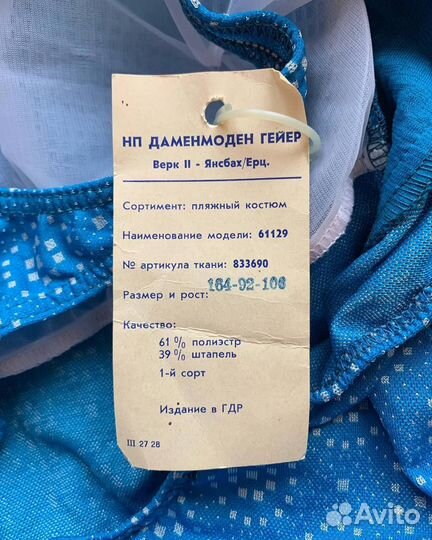 НП ДАМЕНМОДЕН ГЕЙЕР
Верк II - Янсбах/Ерц.
Сортимент: пляжный костюм
Наименование модели: 61129
№ артикула ткани: 833690
Размер и рост: 164-92-100
Качество:
61 % полиэстр
39 % штапель
1-й сорт
Издание в ГДР
III 27 28
Avito